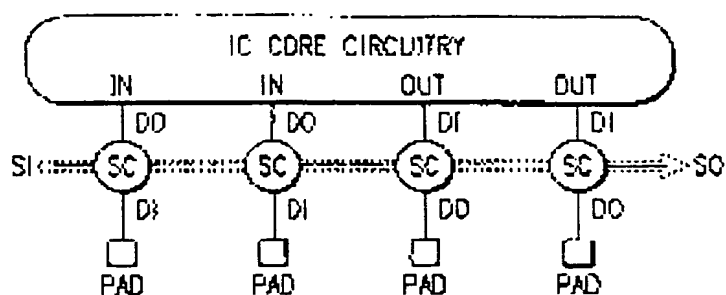 IC CORE CIRCUITRY
IN IN OUT OUT
DO DO DI DI
SI SC SC SC SC SO
DI DI DO DO
PAD PAD PAD PAD